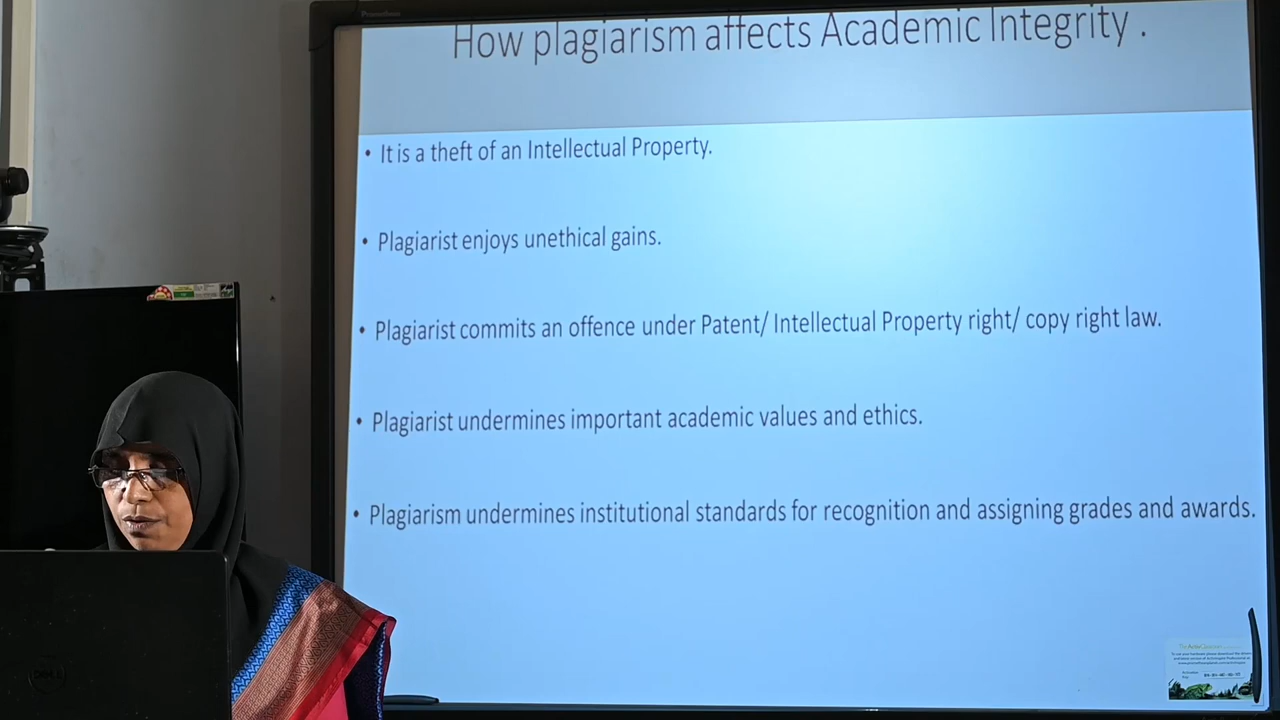 Promethean
How plagiarism affects Academic Integrity .
• It is a theft of an Intellectual Property.
• Plagiarist enjoys unethical gains.
• Plagiarist commits an offence under Patent/ Intellectual Property right/ copy right law.
• Plagiarist undermines important academic values and ethics.
• Plagiarism undermines institutional standards for recognition and assigning grades and awards.
DELL